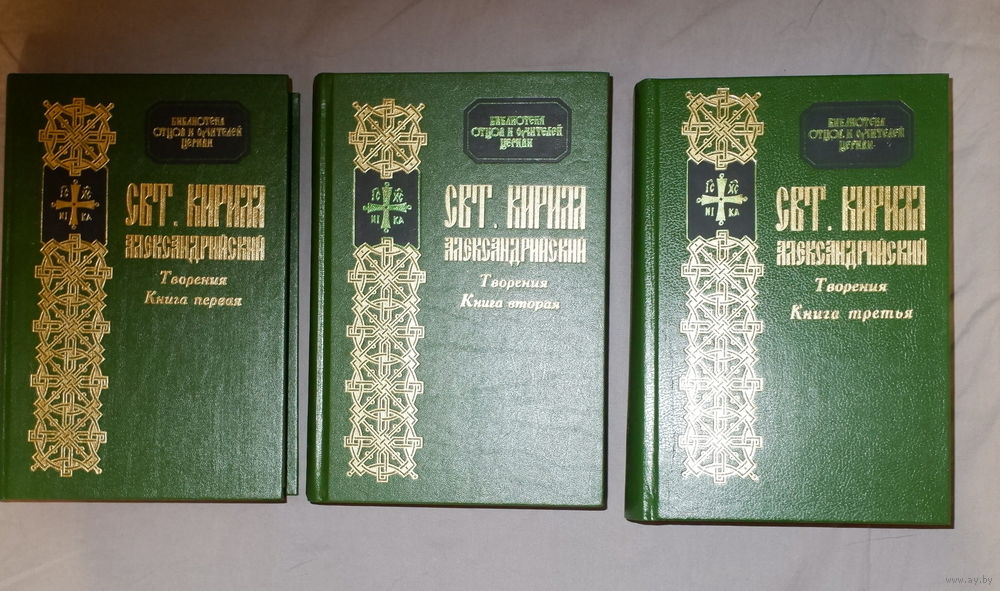 БИБЛИОТЕКА
ОТЦОВ И УЧИТЕЛЕЙ
ЦЕРКВИ
IC XC
NI KA
СВТ. КИРИЛЛ
АЛЕКСАНДРИЙСКИЙ
Творения
Книга первая
БИБЛИОТЕКА
ОТЦОВ И УЧИТЕЛЕЙ
ЦЕРКВИ
IC XC
NI KA
СВТ. КИРИЛЛ
АЛЕКСАНДРИЙСКИЙ
Творения
Книга вторая
БИБЛИОТЕКА
ОТЦОВ И УЧИТЕЛЕЙ
ЦЕРКВИ
IC XC
NI KA
СВТ. КИРИЛЛ
АЛЕКСАНДРИЙСКИЙ
Творения
Книга третья
www.ay.by